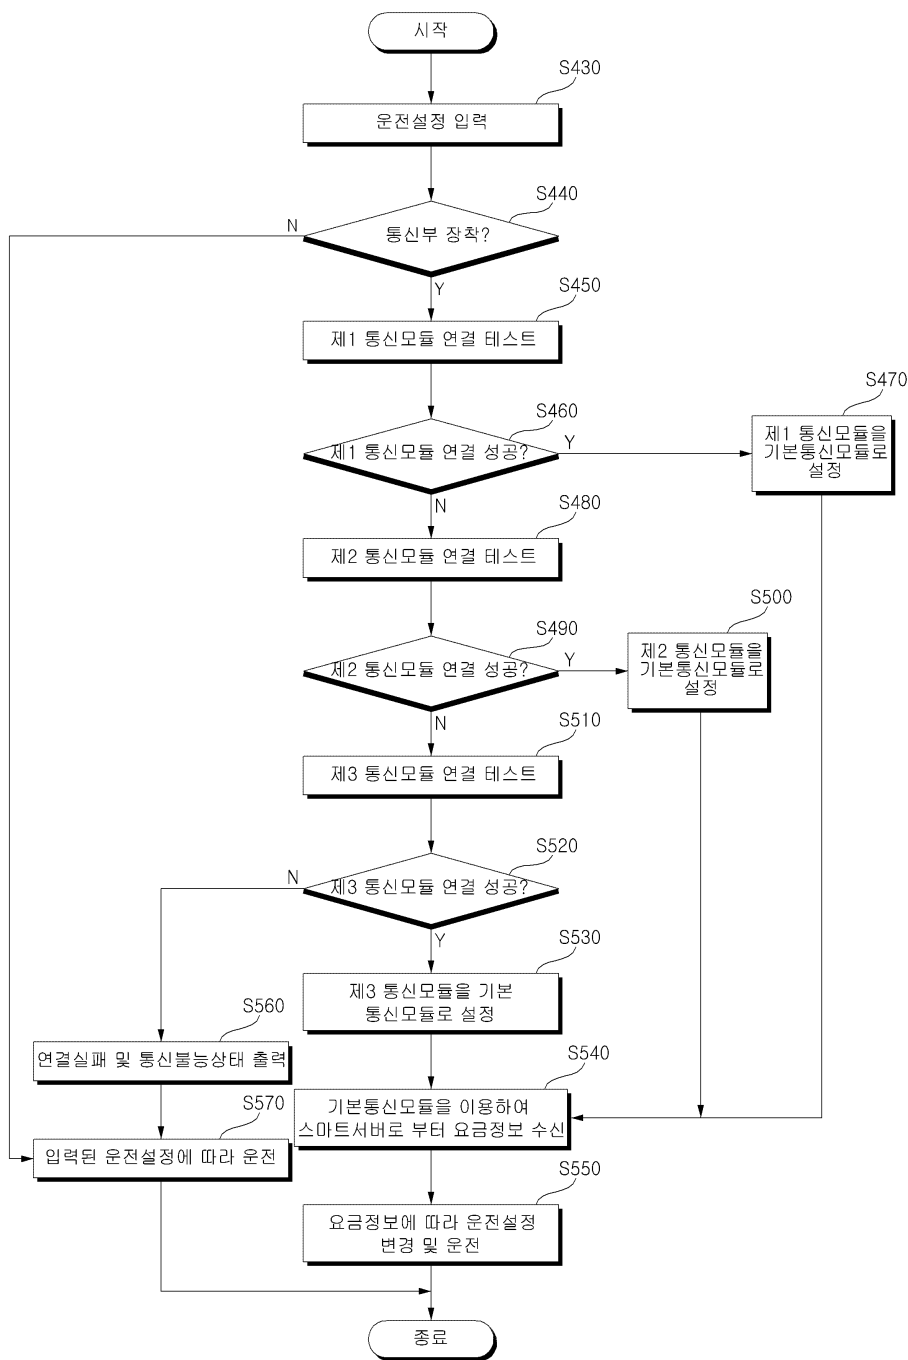 시작
S430
운전설정 입력
S440
N
통신부 장착?
Y
S450
제1 통신모듈 연결 테스트
S460
제1 통신모듈 연결 성공?
Y
N
S470
제1 통신모듈을
기본통신모듈로
설정
S480
제2 통신모듈 연결 테스트
S490
제2 통신모듈 연결 성공?
Y
N
S500
제2 통신모듈을
기본통신모듈로
설정
S510
제3 통신모듈 연결 테스트
S520
N
제3 통신모듈 연결 성공?
Y
S530
제3 통신모듈을 기본
통신모듈로 설정
S560
연결실패 및 통신불능상태 출력
S540
기본통신모듈을 이용하여
스마트서버로 부터 요금정보 수신
S570
입력된 운전설정에 따라 운전
S550
요금정보에 따라 운전설정
변경 및 운전
종료